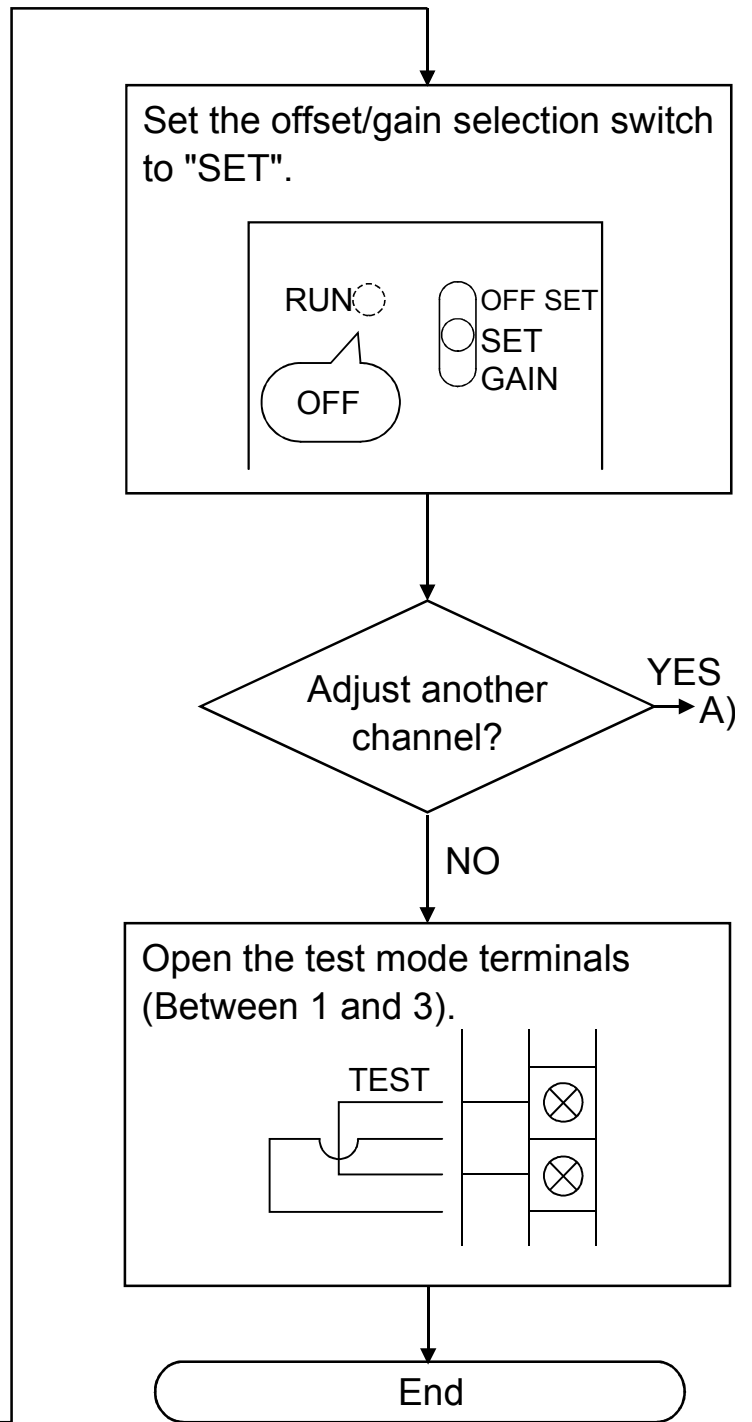 Set the offset/gain selection switch
to "SET".
RUN
OFF SET
SET
GAIN
OFF
Adjust another
channel?
YES
A)
NO
Open the test mode terminals
(Between 1 and 3).
TEST
End